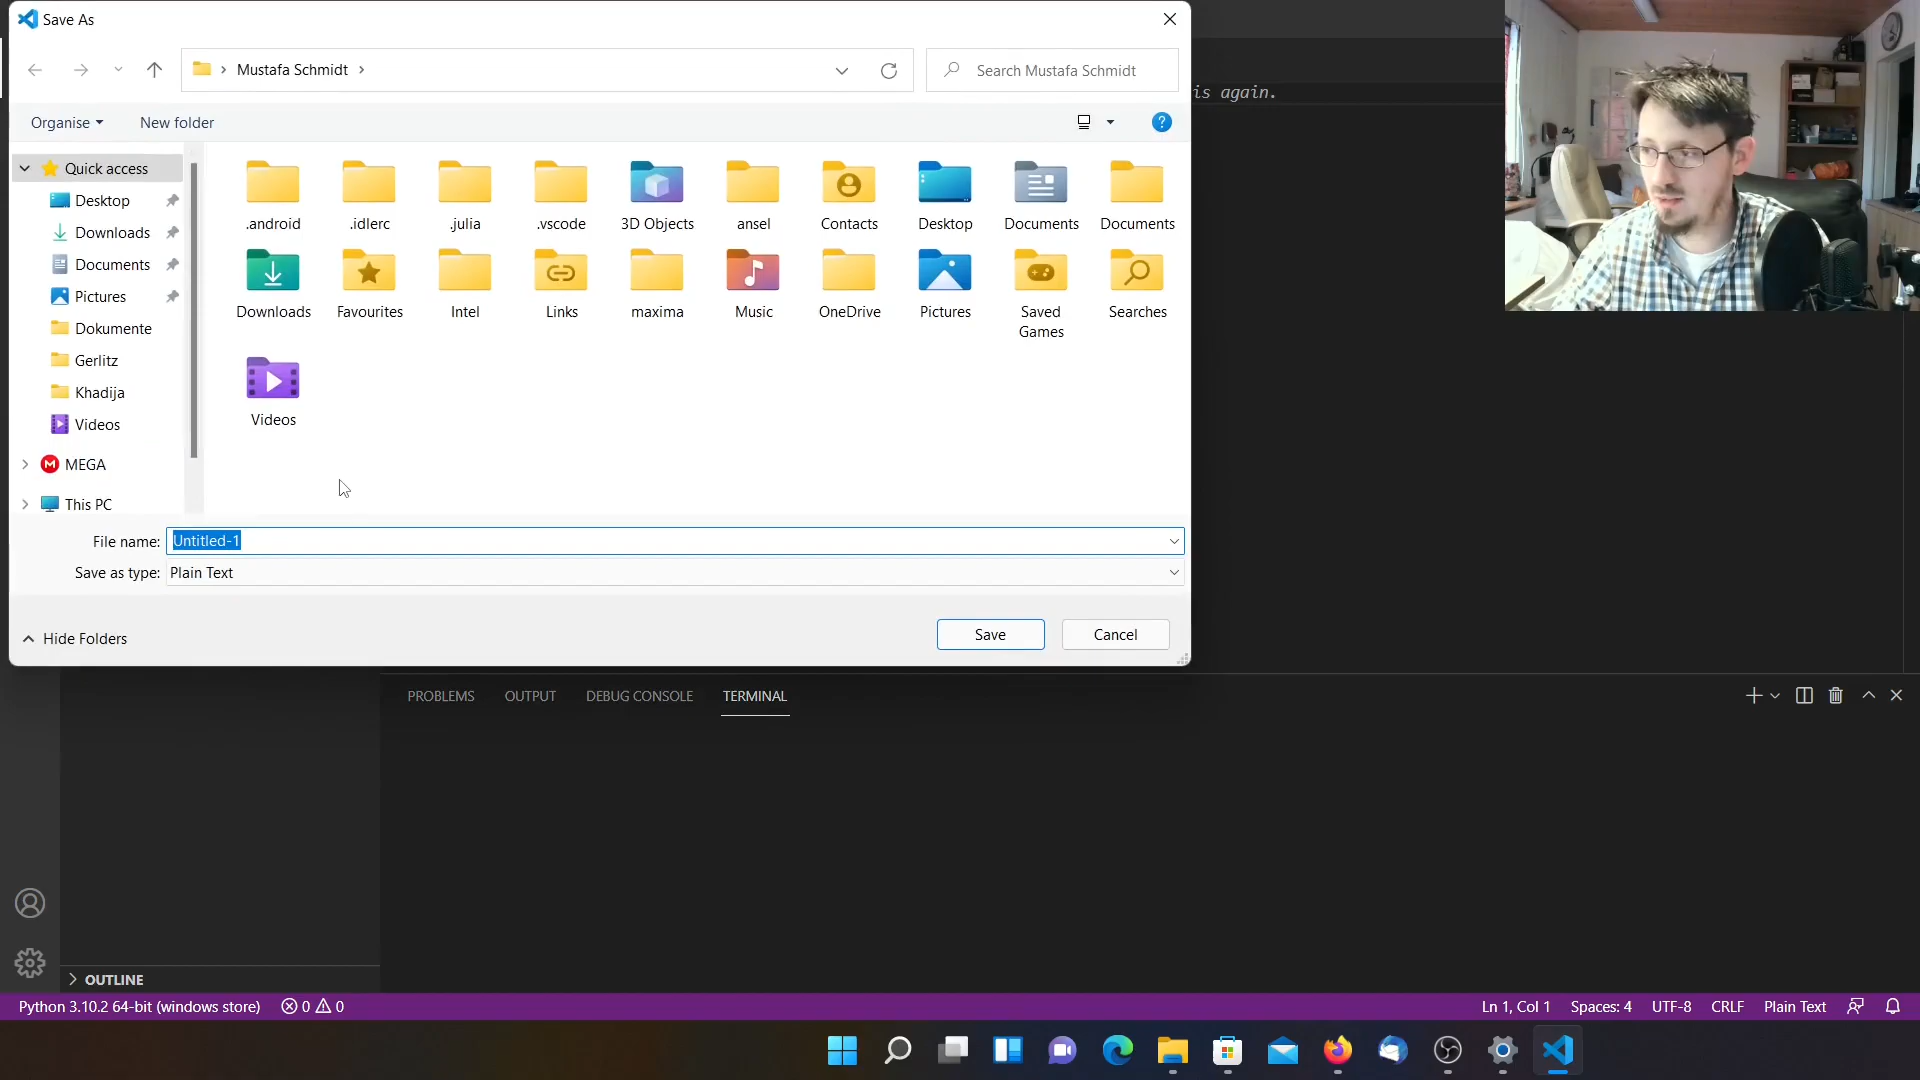 Save As
Mustafa Schmidt
Search Mustafa Schmidt
is again.
Organise
New folder
Quick access
Desktop
Downloads
Documents
Pictures
Dokumente
Gerlitz
Khadija
Videos
MEGA
This PC
.android
.idlerc
.julia
.vscode
3D Objects
ansel
Contacts
Desktop
Documents
Documents
Downloads
Favourites
Intel
Links
maxima
Music
OneDrive
Pictures
Saved
Games
Searches
Videos
File name: Untitled-1
Save as type: Plain Text
Hide Folders
Save
Cancel
PROBLEMS
OUTPUT
DEBUG CONSOLE
TERMINAL
OUTLINE
Python 3.10.2 64-bit (windows store)
0
0
Ln 1, Col 1
Spaces: 4
UTF-8
CRLF
Plain Text